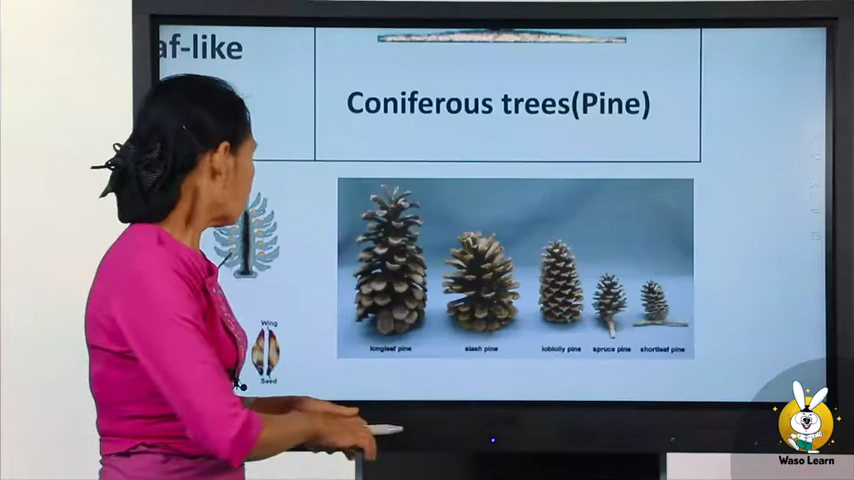 af-like
Coniferous trees(Pine)
Wing
Seed
longleaf pine
slash pine
loblolly pine
spruce pine
shortleaf pine
Waso Learn